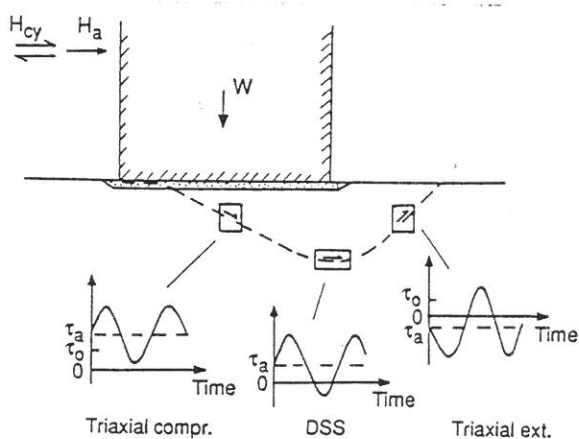 H_cy H_a
W
τ_a
τ_o
0
Time
Triaxial compr.
τ_a
0
Time
DSS
τ_o
0
τ_a
Time
Triaxial ext.